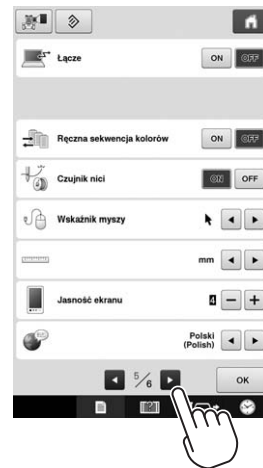 Łącze ON OFF
Ręczna sekwencja kolorów ON OFF
Czujnik nici ON OFF
Wskaźnik myszy
mm
Jasność ekranu 4 − +
Polski
(Polish)
5/6 OK